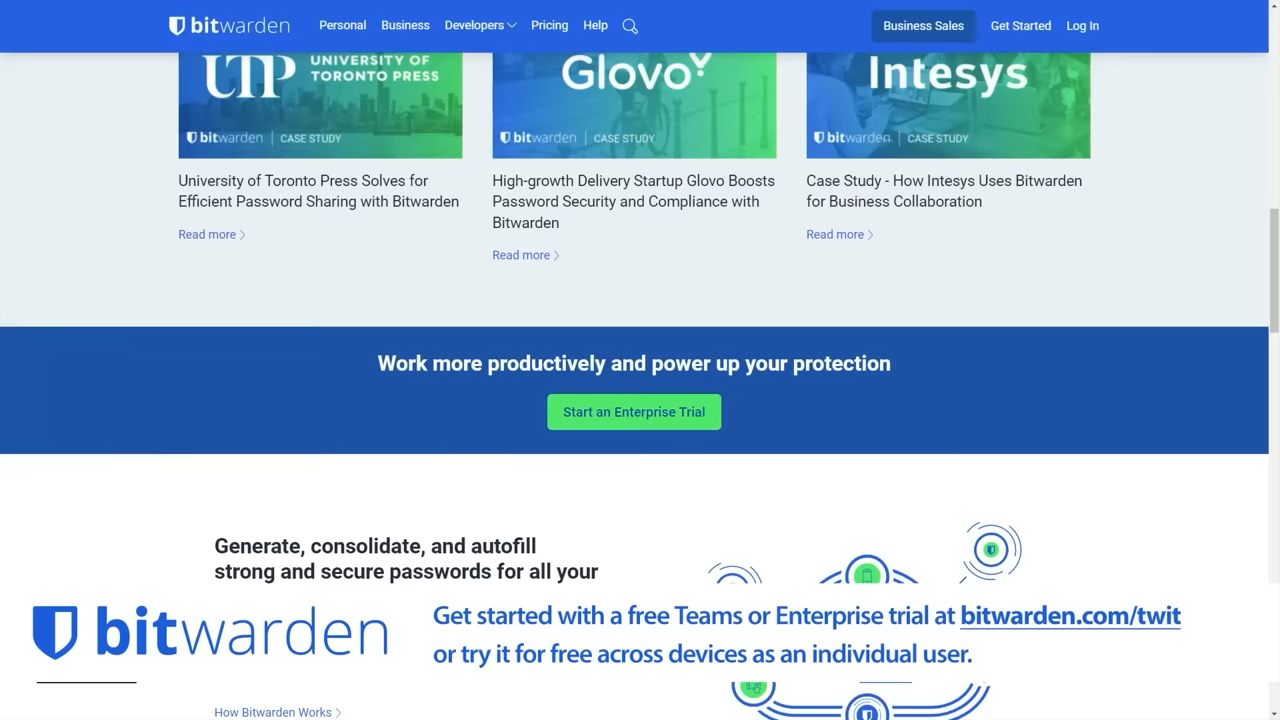 bitwarden Personal Business Developers Pricing Help Business Sales Get Started Log In
UTP UNIVERSITY OF TORONTO PRESS
bitwarden | CASE STUDY
University of Toronto Press Solves for
Efficient Password Sharing with Bitwarden
Read more
Glovo
bitwarden | CASE STUDY
High-growth Delivery Startup Glovo Boosts
Password Security and Compliance with
Bitwarden
Read more
Intesys
bitwarden | CASE STUDY
Case Study - How Intesys Uses Bitwarden
for Business Collaboration
Read more
Work more productively and power up your protection
Start an Enterprise Trial
Generate, consolidate, and autofill
strong and secure passwords for all your
bitwarden
Get started with a free Teams or Enterprise trial at bitwarden.com/twit
or try it for free across devices as an individual user.
How Bitwarden Works